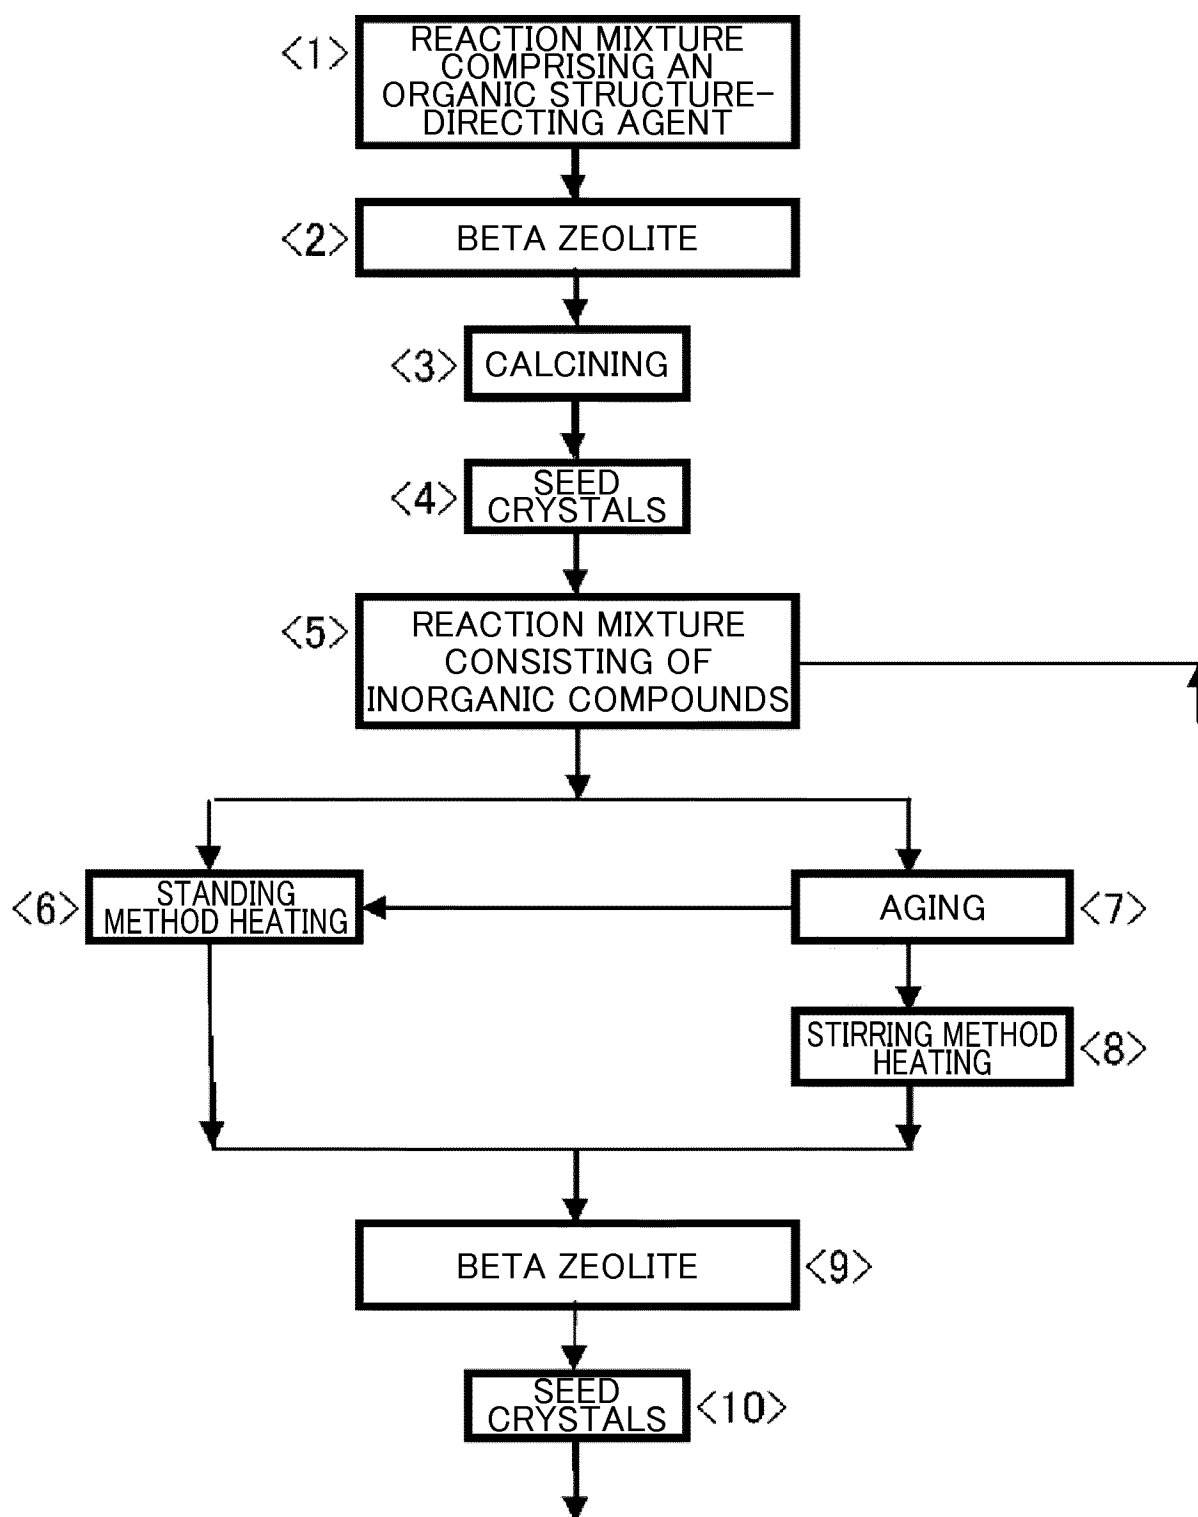 <1>
REACTION MIXTURE
COMPRISING AN
ORGANIC STRUCTURE-
DIRECTING AGENT
<2>
BETA ZEOLITE
<3>
CALCINING
<4>
SEED
CRYSTALS
<5>
REACTION MIXTURE
CONSISTING OF
INORGANIC COMPOUNDS
<6>
STANDING
METHOD HEATING
AGING
<7>
STIRRING METHOD
HEATING
<8>
BETA ZEOLITE
<9>
SEED
CRYSTALS
<10>